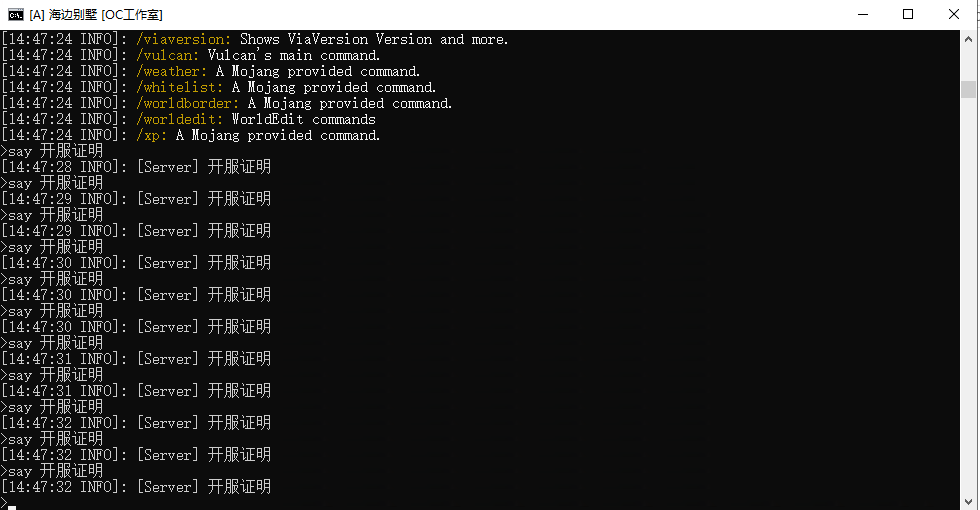 [A] 海边别墅 [OC工作室]
[14:47:24 INFO]: /viaversion: Shows ViaVersion Version and more.
[14:47:24 INFO]: /vulcan: Vulcan's main command.
[14:47:24 INFO]: /weather: A Mojang provided command.
[14:47:24 INFO]: /whitelist: A Mojang provided command.
[14:47:24 INFO]: /worldborder: A Mojang provided command.
[14:47:24 INFO]: /worldedit: WorldEdit commands
[14:47:24 INFO]: /xp: A Mojang provided command.
>say 开服证明
[14:47:28 INFO]: [Server] 开服证明
>say 开服证明
[14:47:29 INFO]: [Server] 开服证明
>say 开服证明
[14:47:29 INFO]: [Server] 开服证明
>say 开服证明
[14:47:30 INFO]: [Server] 开服证明
>say 开服证明
[14:47:30 INFO]: [Server] 开服证明
>say 开服证明
[14:47:30 INFO]: [Server] 开服证明
>say 开服证明
[14:47:31 INFO]: [Server] 开服证明
>say 开服证明
[14:47:31 INFO]: [Server] 开服证明
>say 开服证明
[14:47:32 INFO]: [Server] 开服证明
>say 开服证明
[14:47:32 INFO]: [Server] 开服证明
>say 开服证明
[14:47:32 INFO]: [Server] 开服证明
>